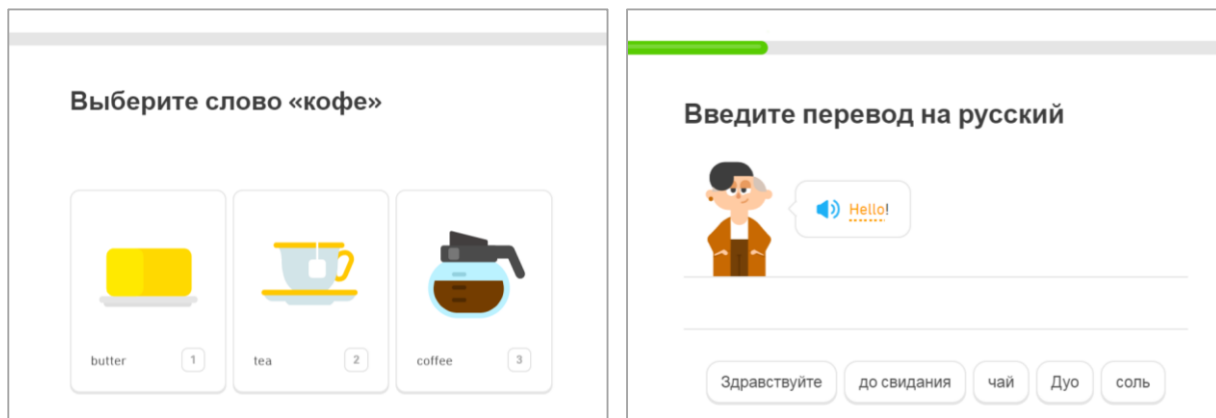 Выберите слово «кофе»
butter 1
tea 2
coffee 3
Введите перевод на русский
Hello!
Здравствуйте
до свидания
чай
Дуо
соль